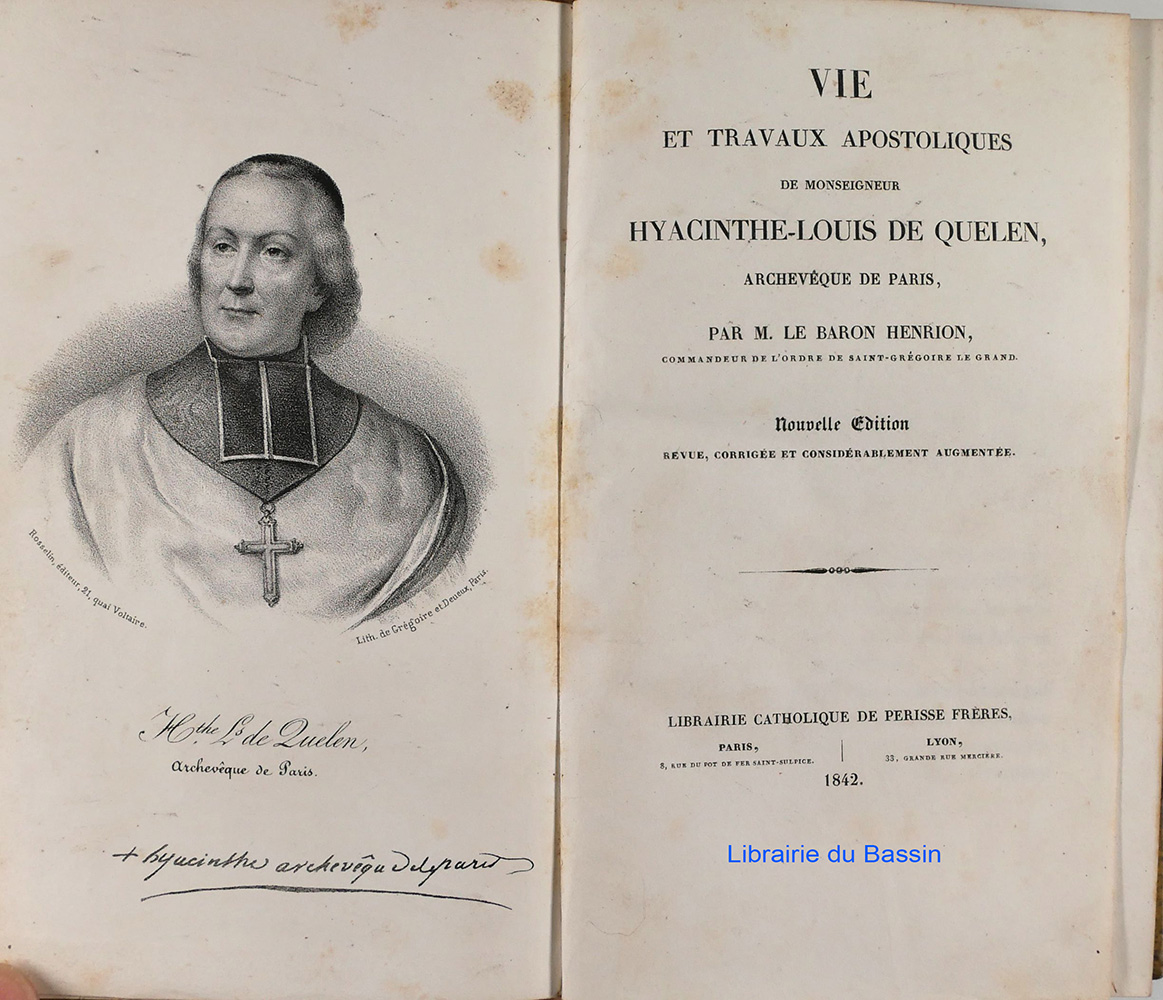 Rosselin, éditeur, 21, quai Voltaire.
Lith. de Grégoire et Deneux, Paris.
Hthe. Ls de Quelen,
Archevêque de Paris.
+ hyacinthe archevêque de paris
VIE
ET TRAVAUX APOSTOLIQUES
DE MONSEIGNEUR
HYACINTHE-LOUIS DE QUELEN,
ARCHEVÊQUE DE PARIS,
PAR M. LE BARON HENRION,
COMMANDEUR DE L'ORDRE DE SAINT-GRÉGOIRE LE GRAND.
Nouvelle Edition
REVUE, CORRIGÉE ET CONSIDÉRABLEMENT AUGMENTÉE.
LIBRAIRIE CATHOLIQUE DE PERISSE FRÈRES,
PARIS,
8, RUE DU POT DE FER SAINT-SULPICE.
LYON,
33, GRANDE RUE MERCIÈRE.
1842.
Librairie du Bassin